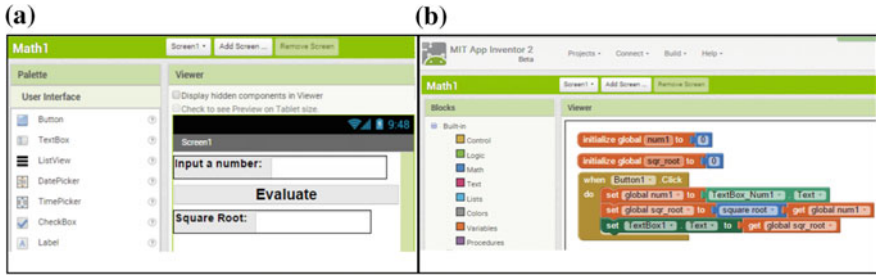 (a)
Math1
Screen1
Add Screen ...
Remove Screen
Palette
Viewer
User Interface
Display hidden components in Viewer
Check to see Preview on Tablet size.
Button
TextBox
ListView
DatePicker
TimePicker
CheckBox
Label
9:48
Screen1
Input a number:
Evaluate
Square Root:
(b)
MIT App Inventor 2
Beta
Projects
Connect
Build
Help
Math1
Screen1
Add Screen ...
Remove Screen
Blocks
Viewer
Built-in
Control
Logic
Math
Text
Lists
Colors
Variables
Procedures
initialize global num1 to 0
initialize global sqr_root to 0
when Button1 .Click
do set global num1 to TextBox_Num1 . Text
set global sqr_root to square root get global num1
set TextBox1 . Text to get global sqr_root